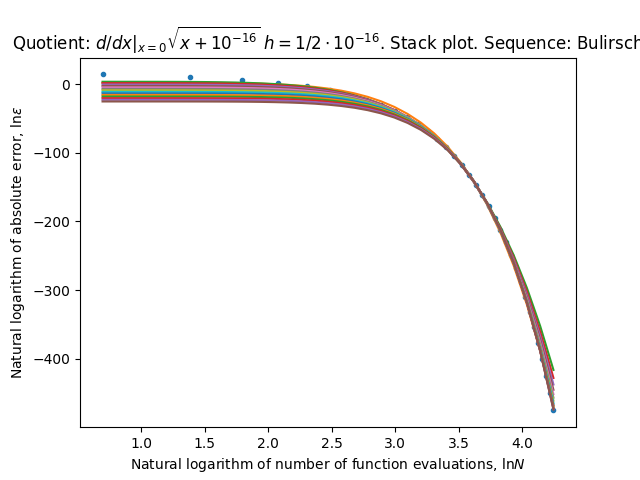 Quotient: $d/dx|_{x=0}\sqrt{x+10^{-16}}$ $h = 1/2 \cdot 10^{-16}$. Stack plot. Sequence: Bulirsch
0
−100
−200
−300
−400
Natural logarithm of absolute error, lnε
1.0 1.5 2.0 2.5 3.0 3.5 4.0
Natural logarithm of number of function evaluations, lnN